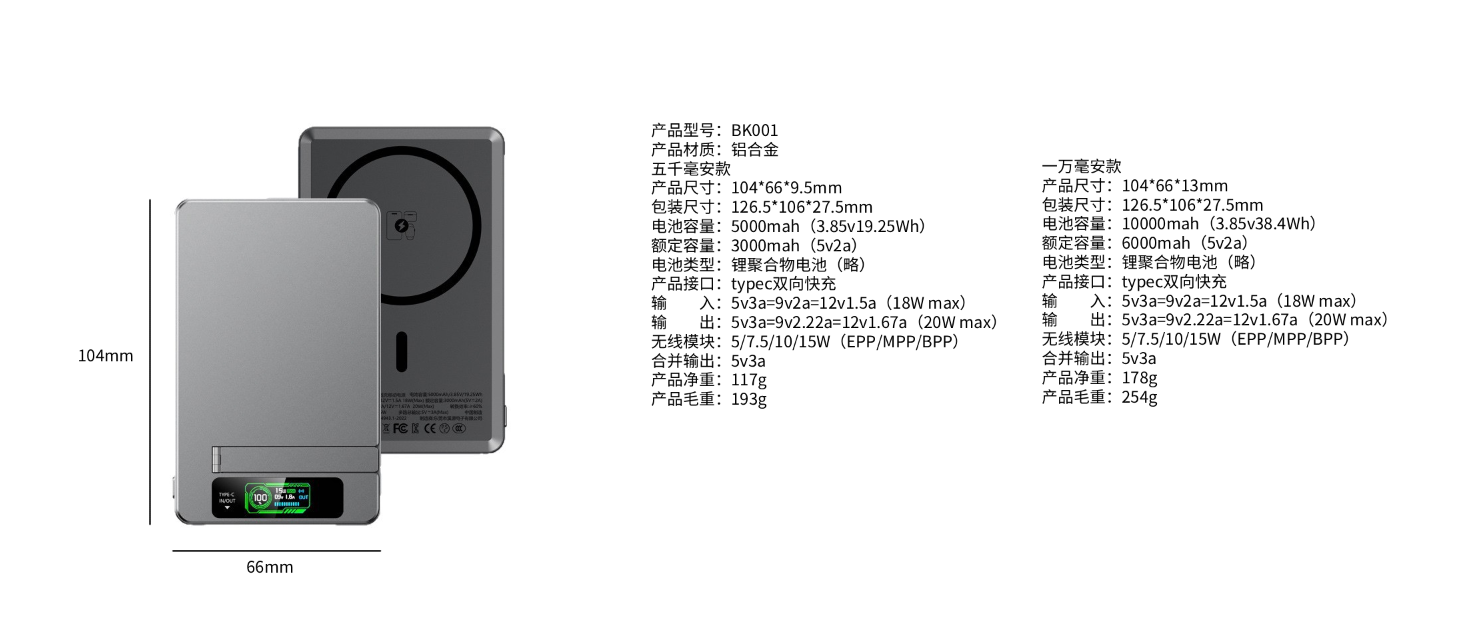 104mm
66mm
TYPE-C
IN/OUT
100
OUT
产品型号：BK001
产品材质：铝合金
五千毫安款
产品尺寸：104*66*9.5mm
包装尺寸：126.5*106*27.5mm
电池容量：5000mah（3.85v19.25Wh）
额定容量：3000mah（5v2a）
电池类型：锂聚合物电池（略）
产品接口：typec双向快充
输　　入：5v3a=9v2a=12v1.5a（18W max）
输　　出：5v3a=9v2.22a=12v1.67a（20W max）
无线模块：5/7.5/10/15W（EPP/MPP/BPP）
合并输出：5v3a
产品净重：117g
产品毛重：193g
一万毫安款
产品尺寸：104*66*13mm
包装尺寸：126.5*106*27.5mm
电池容量：10000mah（3.85v38.4Wh）
额定容量：6000mah（5v2a）
电池类型：锂聚合物电池（略）
产品接口：typec双向快充
输　　入：5v3a=9v2a=12v1.5a（18W max）
输　　出：5v3a=9v2.22a=12v1.67a（20W max）
无线模块：5/7.5/10/15W（EPP/MPP/BPP）
合并输出：5v3a
产品净重：178g
产品毛重：254g